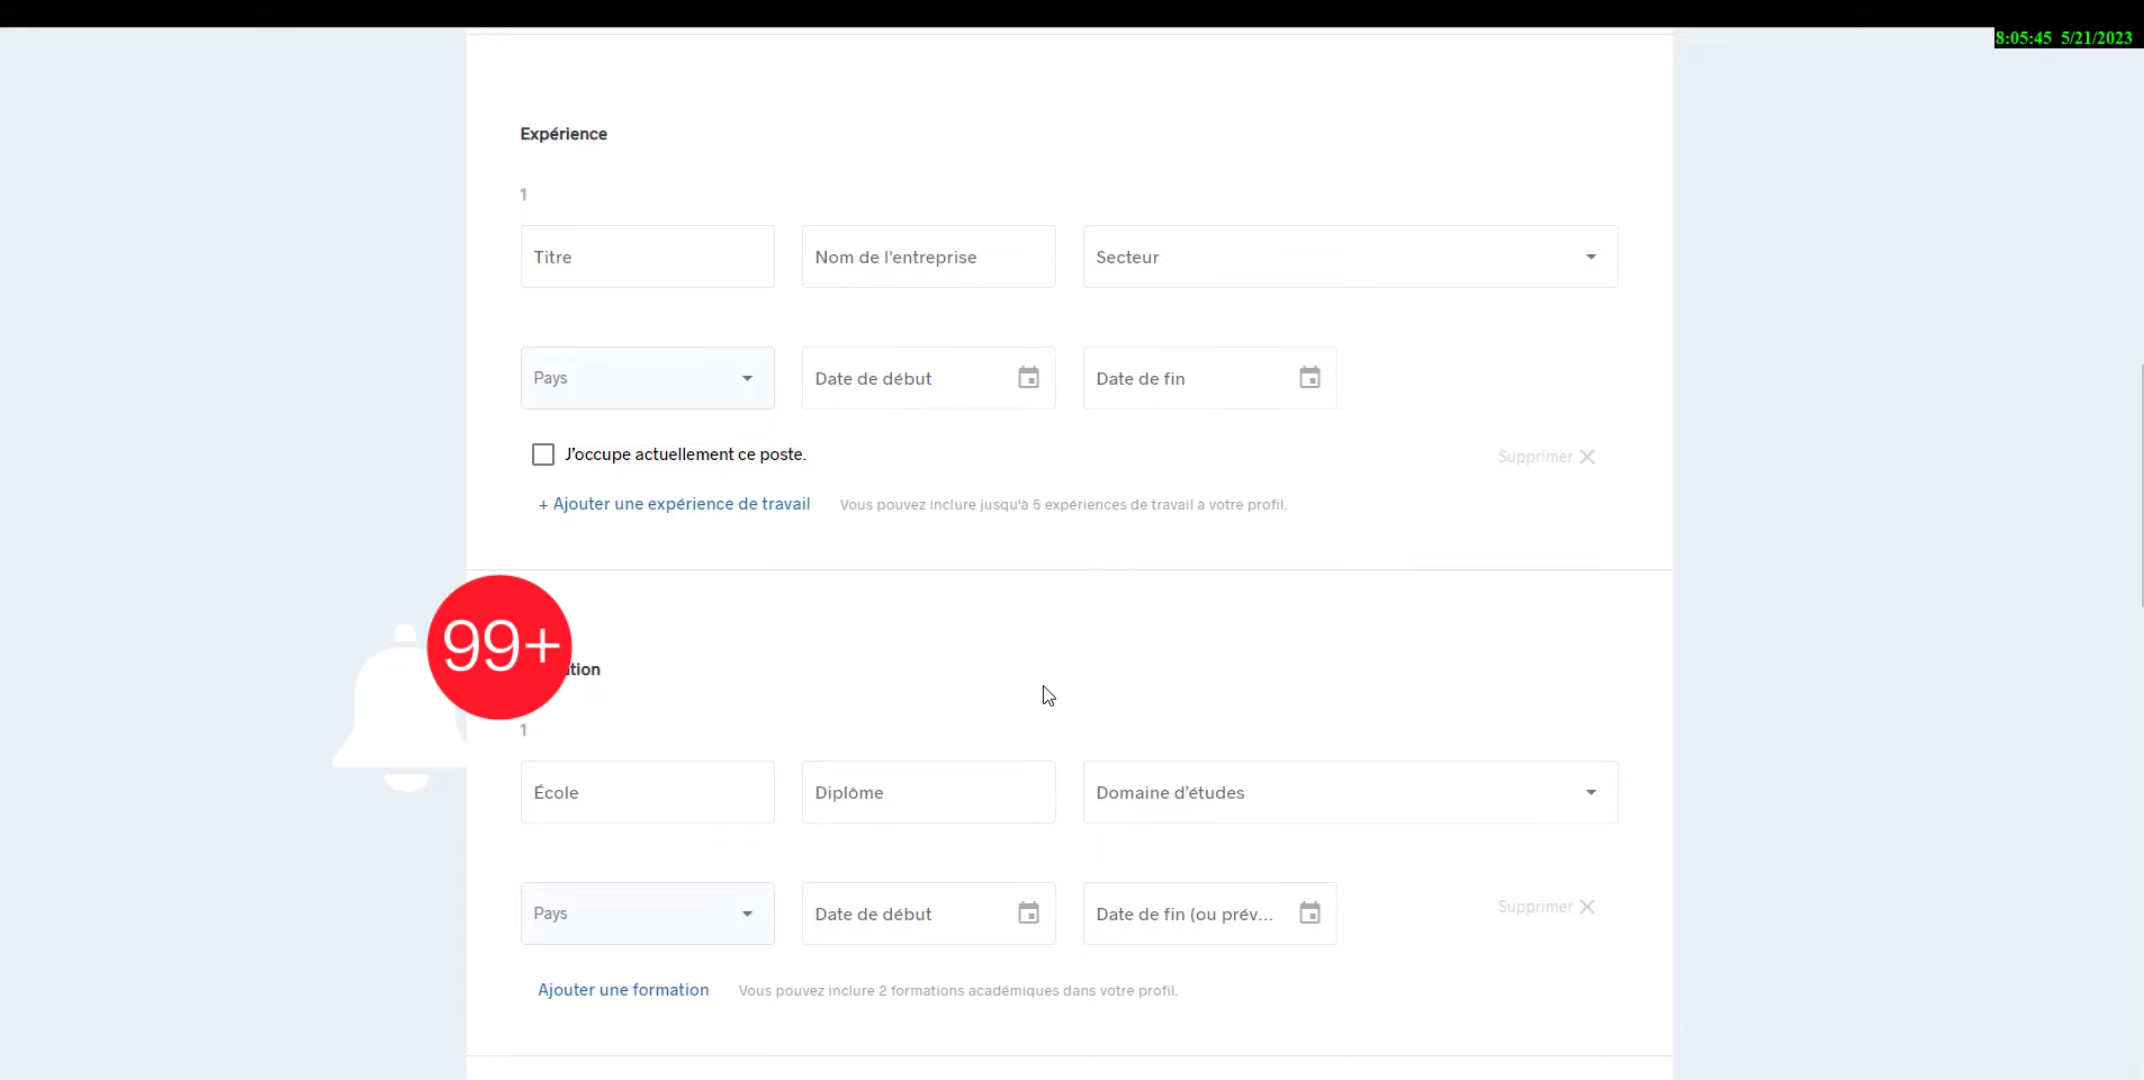 8:05:45 5/21/2023
Expérience
1
Titre
Nom de l'entreprise
Secteur
Pays
Date de début
Date de fin
J'occupe actuellement ce poste.
Supprimer
+ Ajouter une expérience de travail
Vous pouvez inclure jusqu'à 5 expériences de travail à votre profil.
99+
tion
1
École
Diplôme
Domaine d'études
Pays
Date de début
Date de fin (ou prév...
Supprimer
Ajouter une formation
Vous pouvez inclure 2 formations académiques dans votre profil.